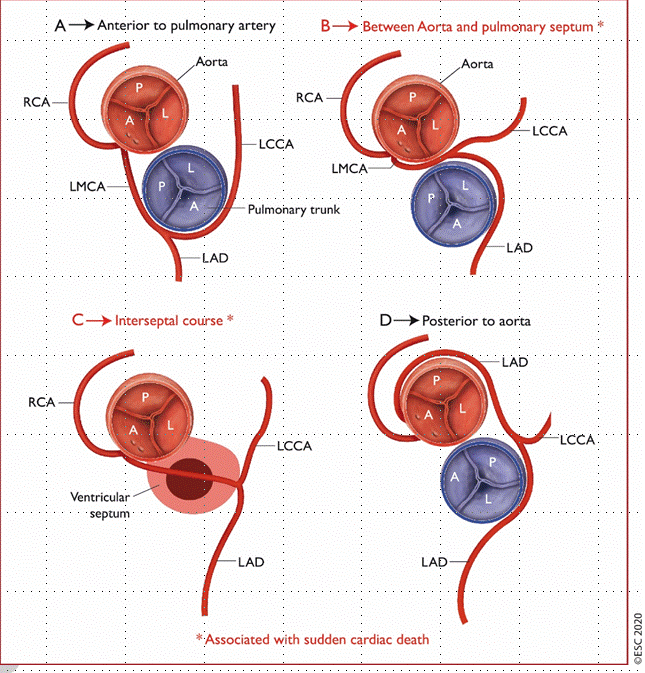 A → Anterior to pulmonary artery
B → Between Aorta and pulmonary septum *
Aorta
P
A
L
RCA
LCCA
LMCA
L
P
A
Pulmonary trunk
LAD
Aorta
P
A
L
RCA
LCCA
LMCA
P
L
A
LAD
C → Interseptal course *
D → Posterior to aorta
P
A
L
RCA
LCCA
Ventricular
septum
LAD
LAD
P
A
L
LCCA
P
A
L
LAD
* Associated with sudden cardiac death
©ESC 2020